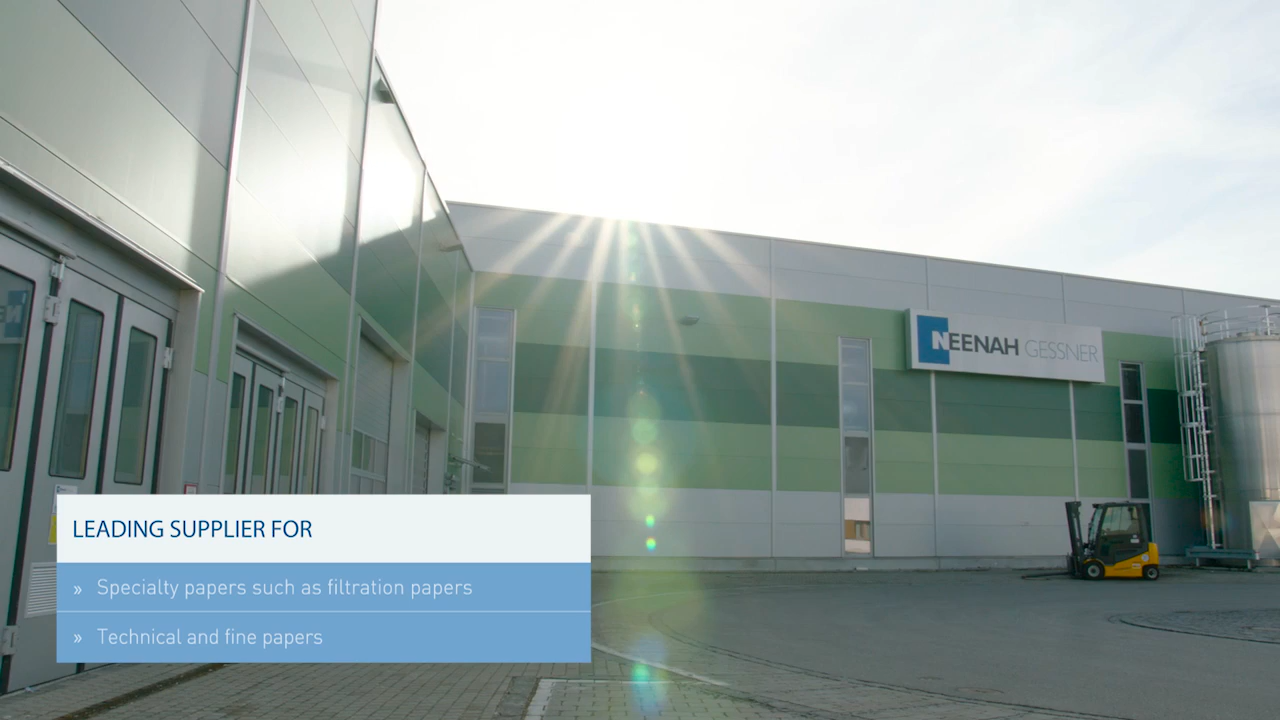 NEENAH GESSNER
LEADING SUPPLIER FOR
» Specialty papers such as filtration papers
» Technical and fine papers